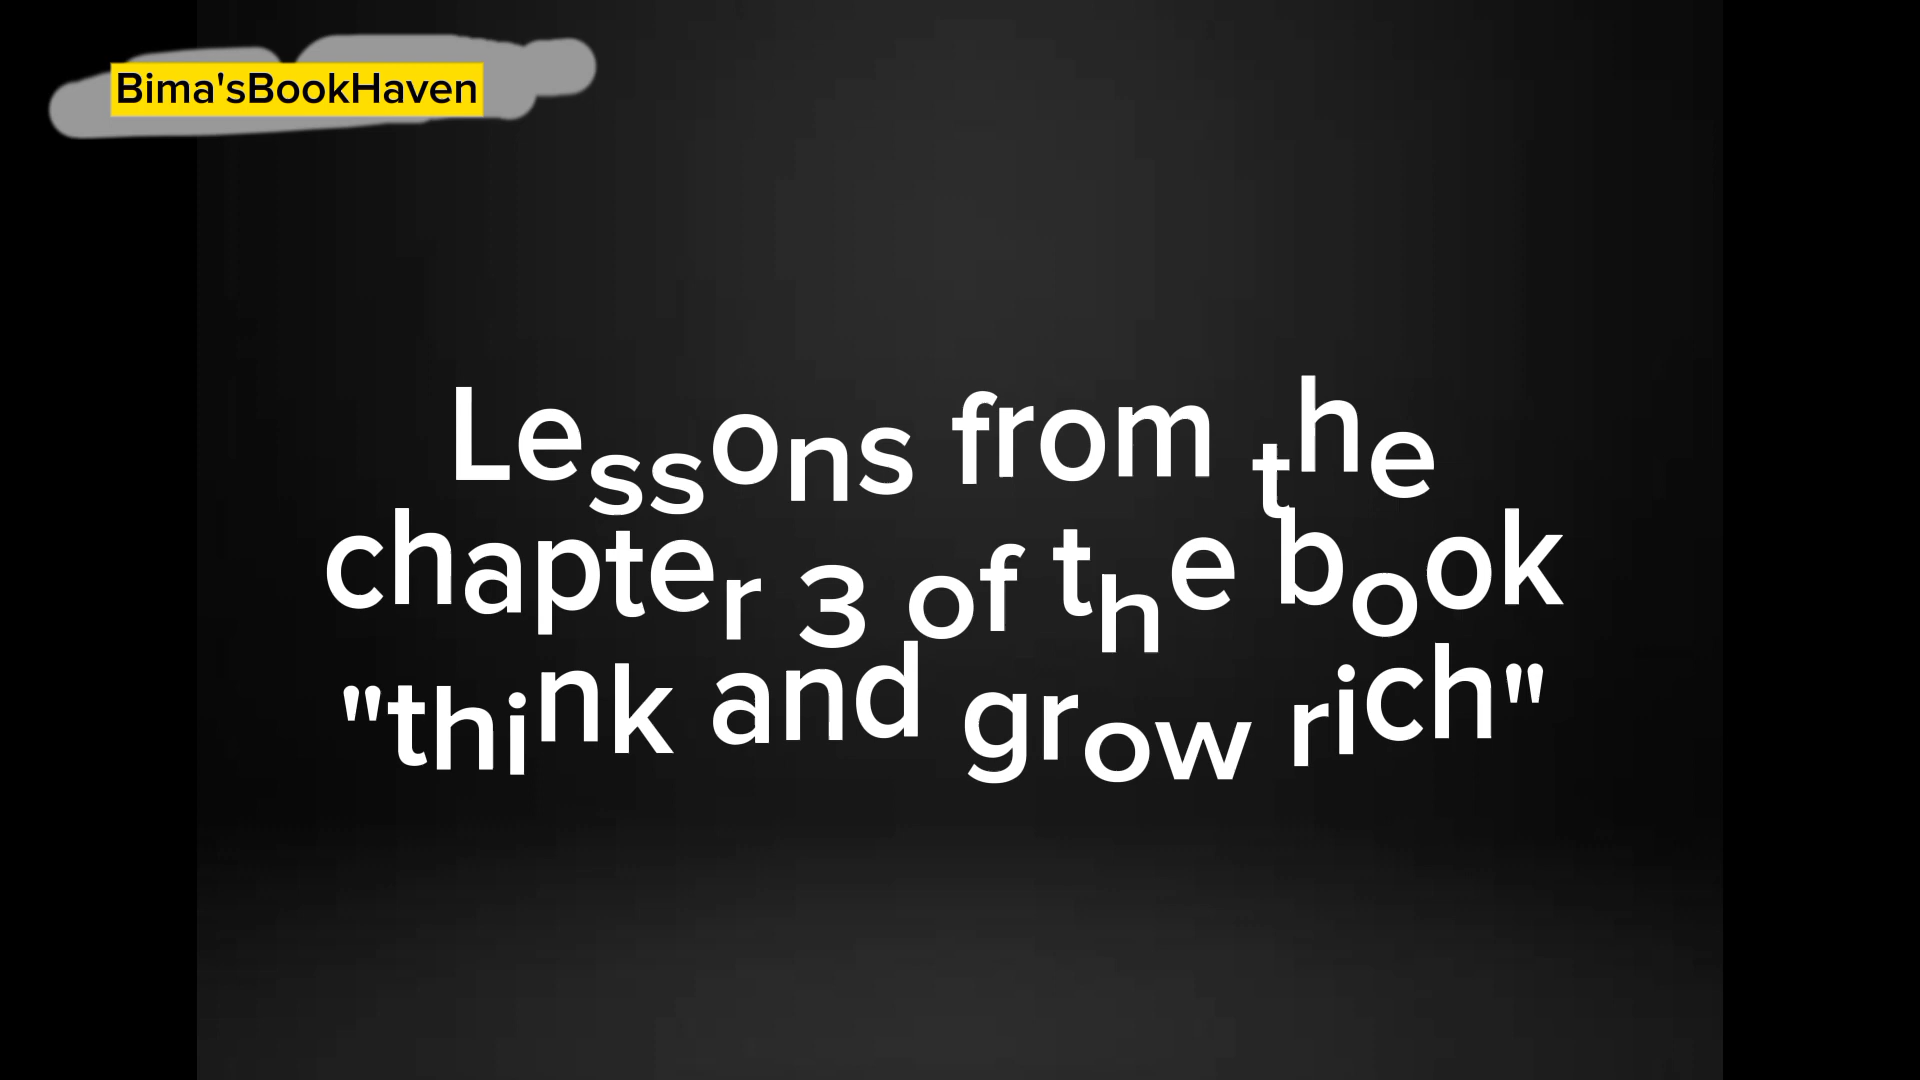 Bima'sBookHaven
Lessons from the
chapter 3 of the book
"think and grow rich"